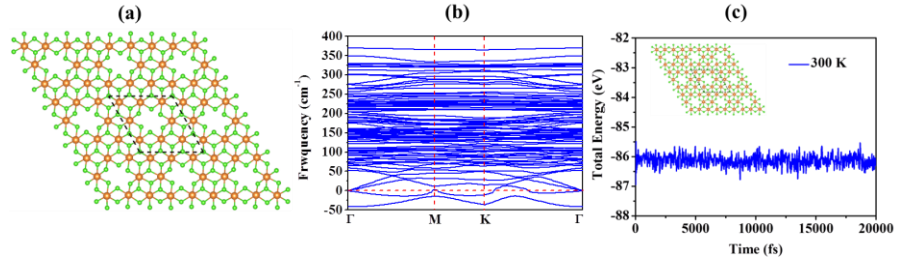 (a)
(b)
(c)
Frwquency (cm-1)
400
350
300
250
200
150
100
50
0
-50
Γ
M
K
Γ
Total Energy (eV)
-82
-83
-84
-85
-86
-87
-88
300 K
0
5000
10000
15000
20000
Time (fs)